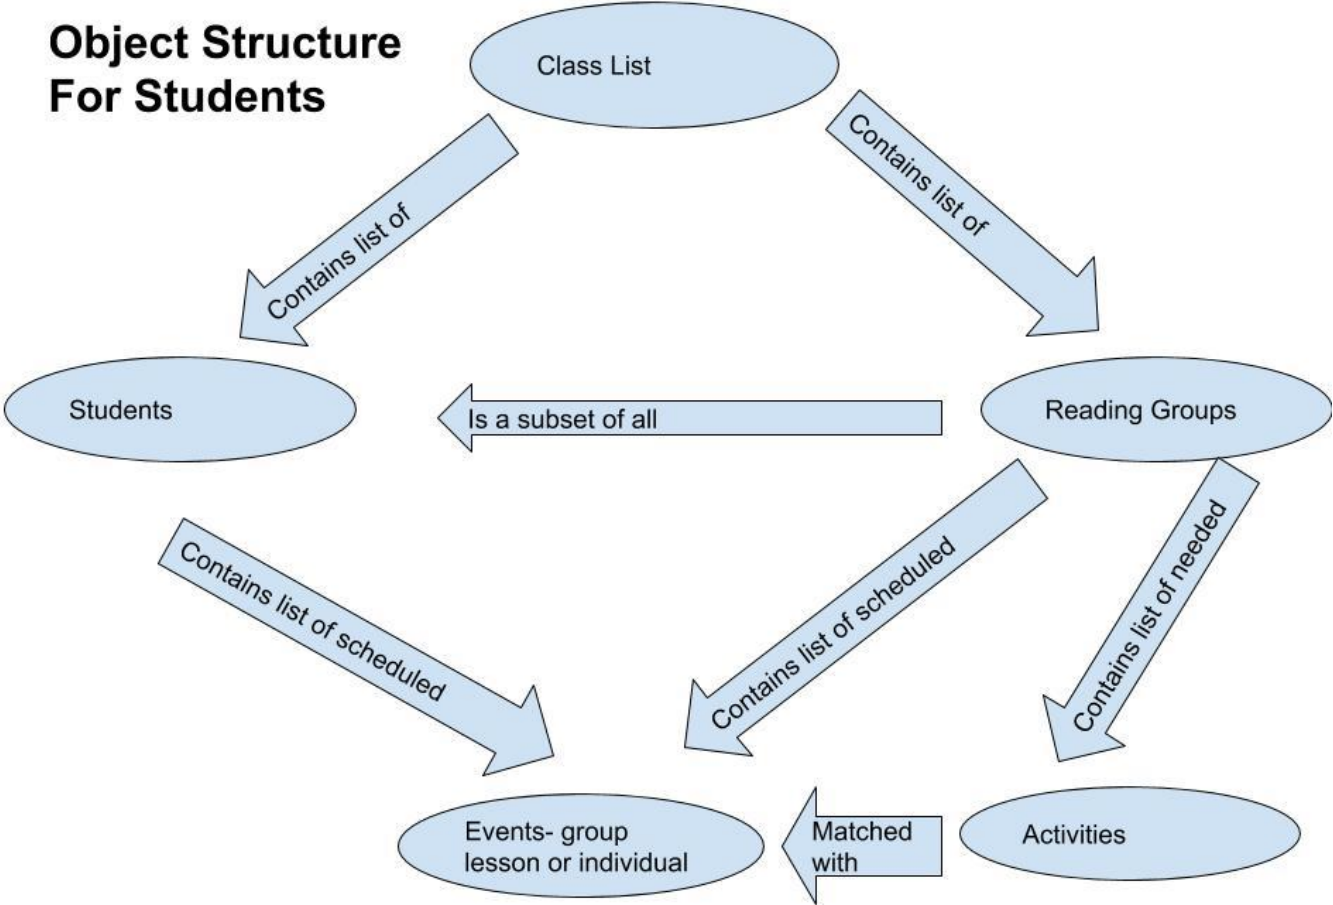 Object Structure
For Students
Class List
Contains list of
Contains list of
Students
Is a subset of all
Reading Groups
Contains list of scheduled
Contains list of scheduled
Contains list of needed
Events- group
lesson or individual
Matched
with
Activities